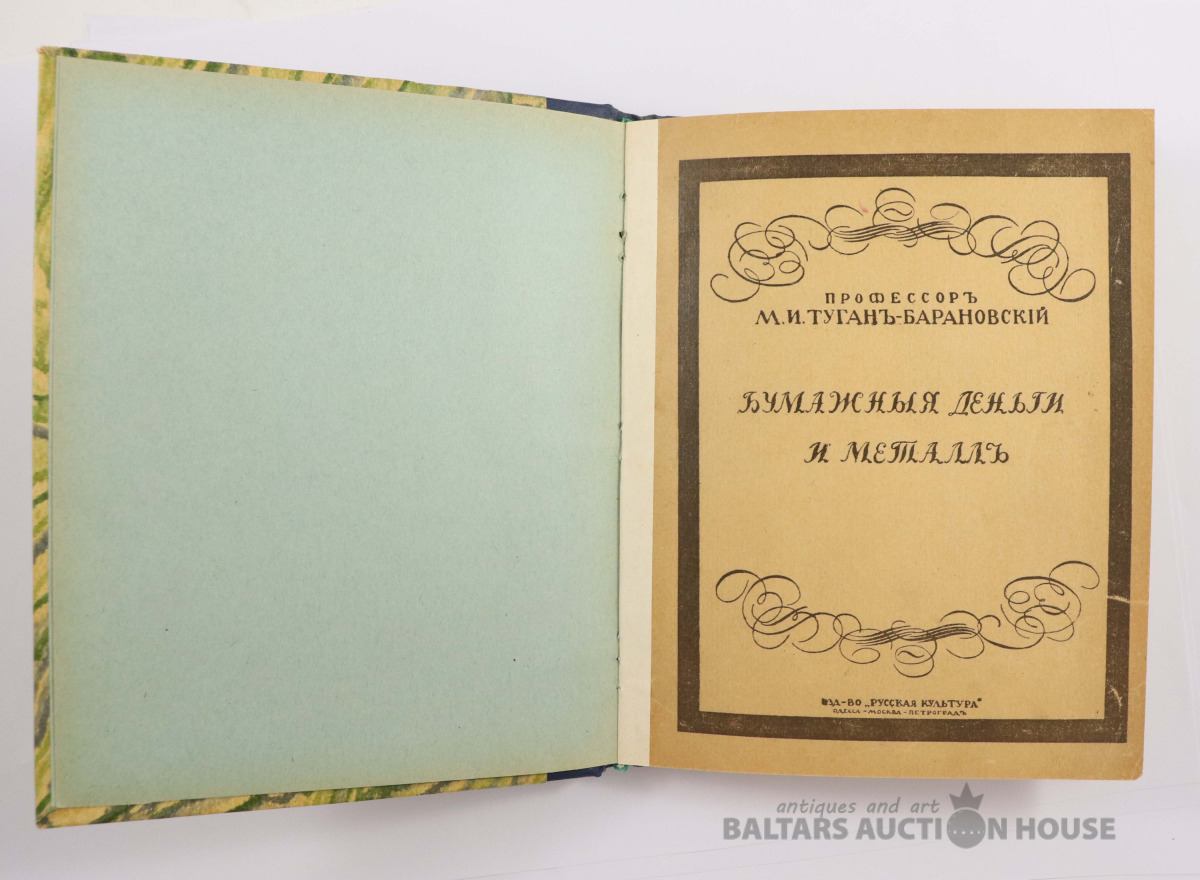 ПРОФЕССОРЪ
М.И.ТУГАНЪ-БАРАНОВСКІЙ
БУМАЖНЫЯ ДЕНЬГИ
И МЕТАЛЛЪ
ИЗД-ВО „РУССКАЯ КУЛЬТУРА"
ОДЕССА - МОСКВА - ПЕТРОГРАДЪ
antiques and art
BALTARS AUCTION HOUSE